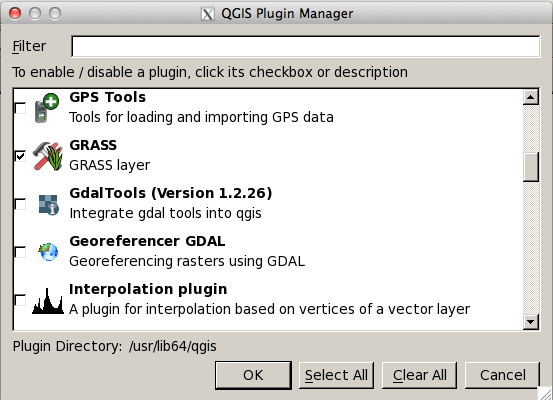 QGIS Plugin Manager
Filter
To enable / disable a plugin, click its checkbox or description
GPS Tools
Tools for loading and importing GPS data
GRASS
GRASS layer
GdalTools (Version 1.2.26)
Integrate gdal tools into qgis
Georeferencer GDAL
Georeferencing rasters using GDAL
Interpolation plugin
A plugin for interpolation based on vertices of a vector layer
Plugin Directory: /usr/lib64/qgis
OK Select All Clear All Cancel